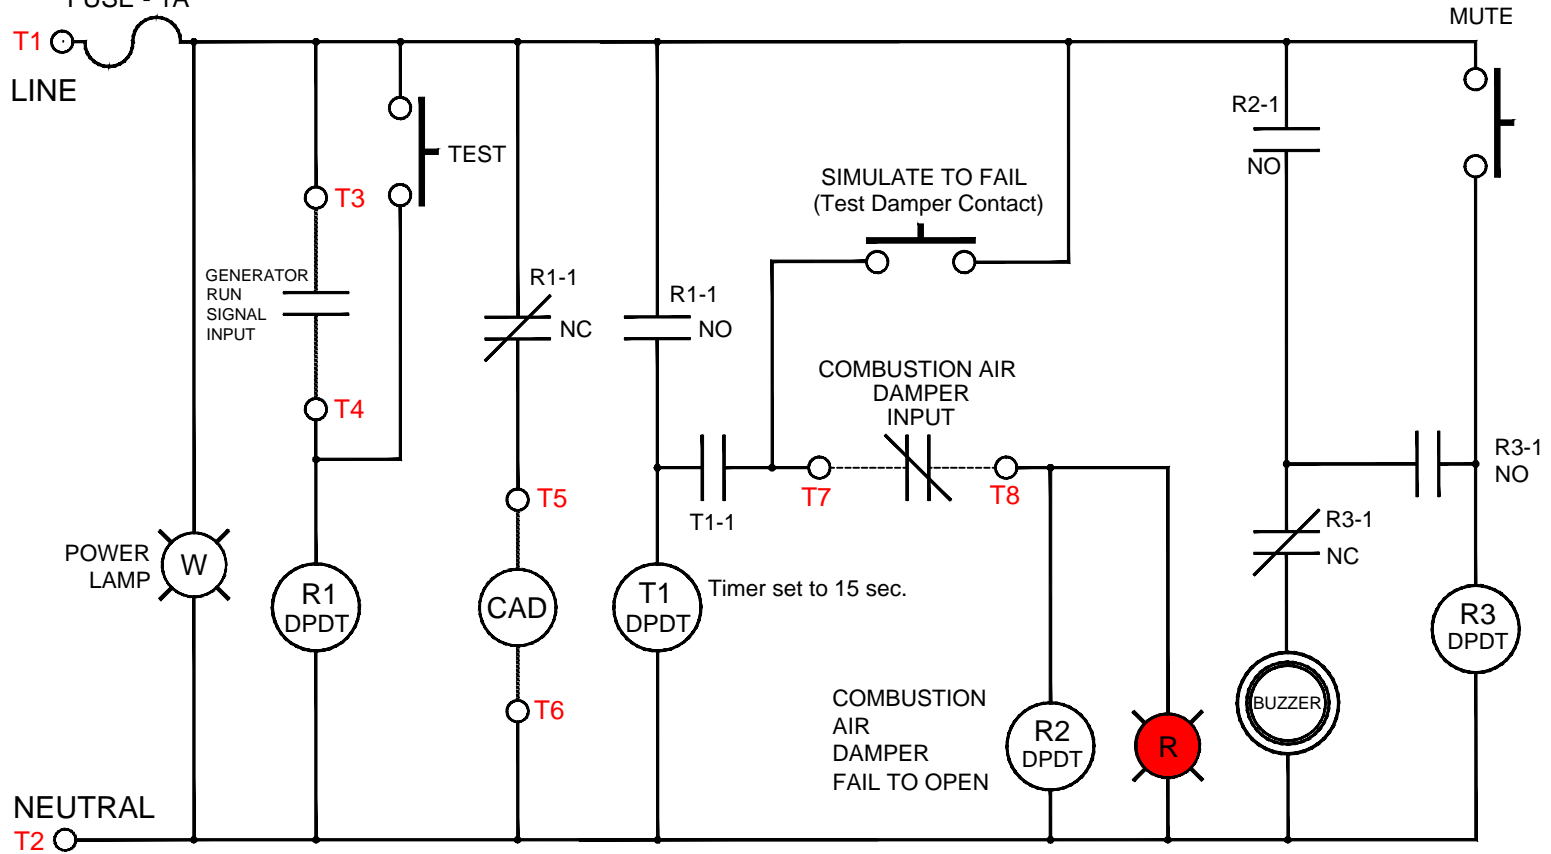 FUSE - 1A
MUTE
T1
LINE
R2-1
TEST
NO
SIMULATE TO FAIL
(Test Damper Contact)
T3
GENERATOR
RUN
SIGNAL
INPUT
R1-1
NC
R1-1
NO
COMBUSTION AIR
DAMPER
INPUT
T4
R3-1
NO
T5
T7
T8
T1-1
R3-1
NC
POWER
LAMP
W
R1
DPDT
CAD
T1
DPDT
Timer set to 15 sec.
R3
DPDT
T6
COMBUSTION
AIR
DAMPER
FAIL TO OPEN
R2
DPDT
R
BUZZER
NEUTRAL
T2